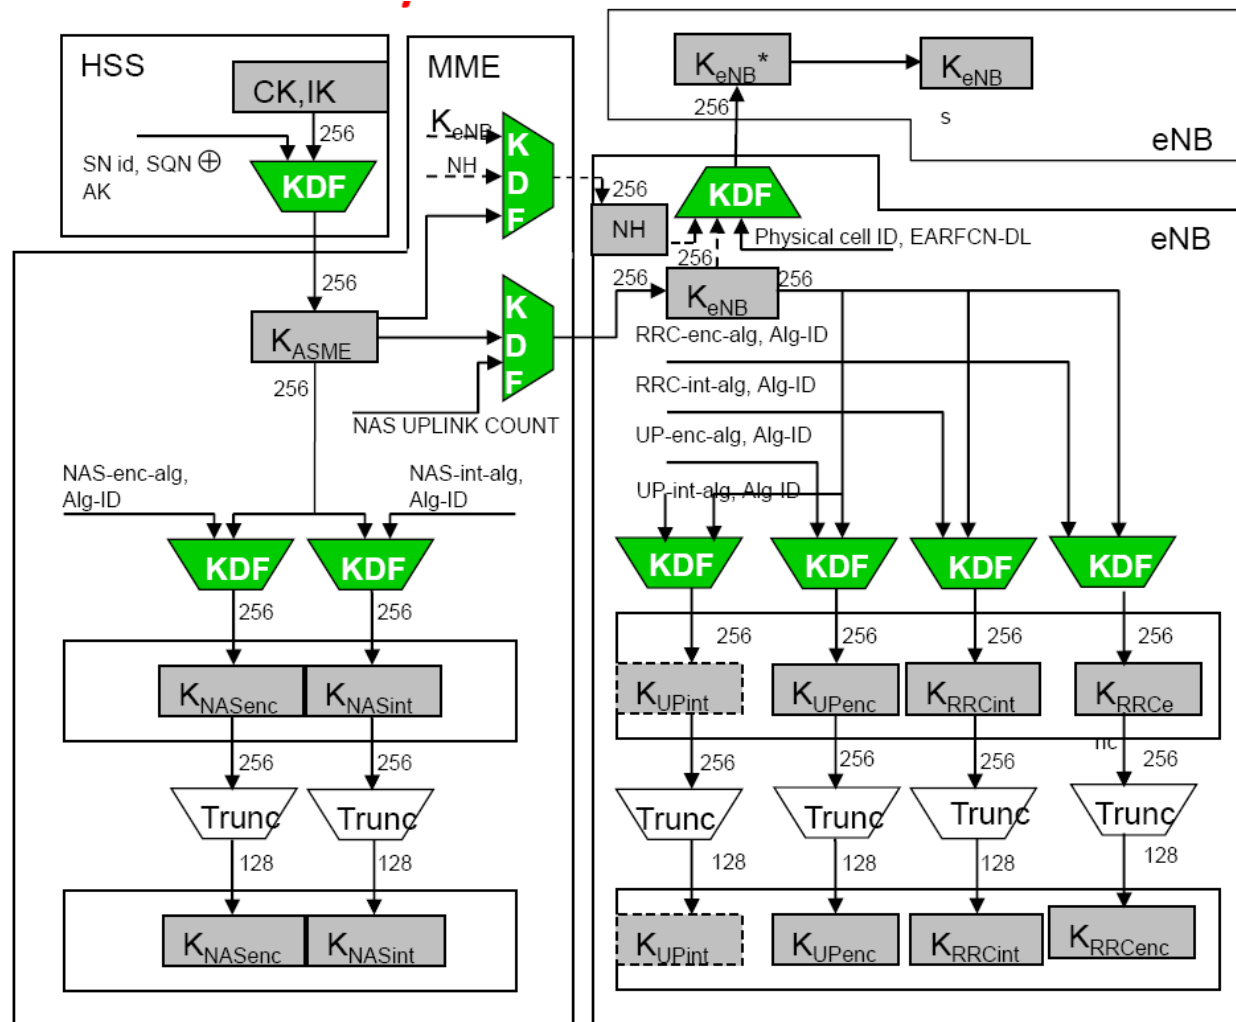 HSS
MME
CK,IK
256
SN id, SQN ⊕
AK
KDF
256
KASME
256
KeNB
NH
KDF
KDF
NAS UPLINK COUNT
NAS-enc-alg,
Alg-ID
NAS-int-alg,
Alg-ID
KDF KDF
256 256
KNASenc KNASint
256 256
Trunc Trunc
128 128
KNASenc KNASint
KeNB* KeNB
256
s
eNB
KDF
256
NH
Physical cell ID, EARFCN-DL
eNB
256
256 256
KeNB
RRC-enc-alg, Alg-ID
RRC-int-alg, Alg-ID
UP-enc-alg, Alg-ID
UP-int-alg, Alg-ID
KDF KDF KDF KDF
256 256 256 256
KUPint KUPenc KRRCint KRRCe
nc
256 256 256 256
Trunc Trunc Trunc Trunc
128 128 128 128
KUPint KUPenc KRRCint KRRCenc